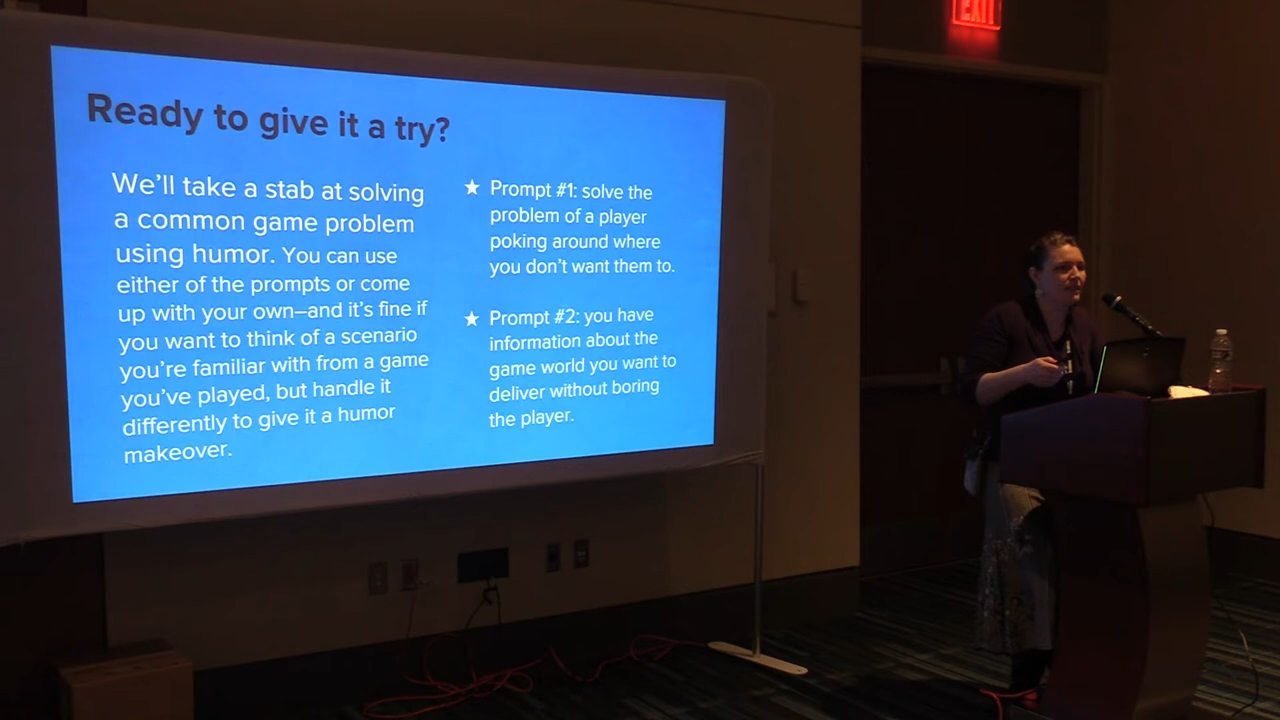 EXIT
Ready to give it a try?
We'll take a stab at solving
a common game problem
using humor. You can use
either of the prompts or come
up with your own–and it's fine if
you want to think of a scenario
you're familiar with from a game
you've played, but handle it
differently to give it a humor
makeover.
★ Prompt #1: solve the
problem of a player
poking around where
you don't want them to.
★ Prompt #2: you have
information about the
game world you want to
deliver without boring
the player.